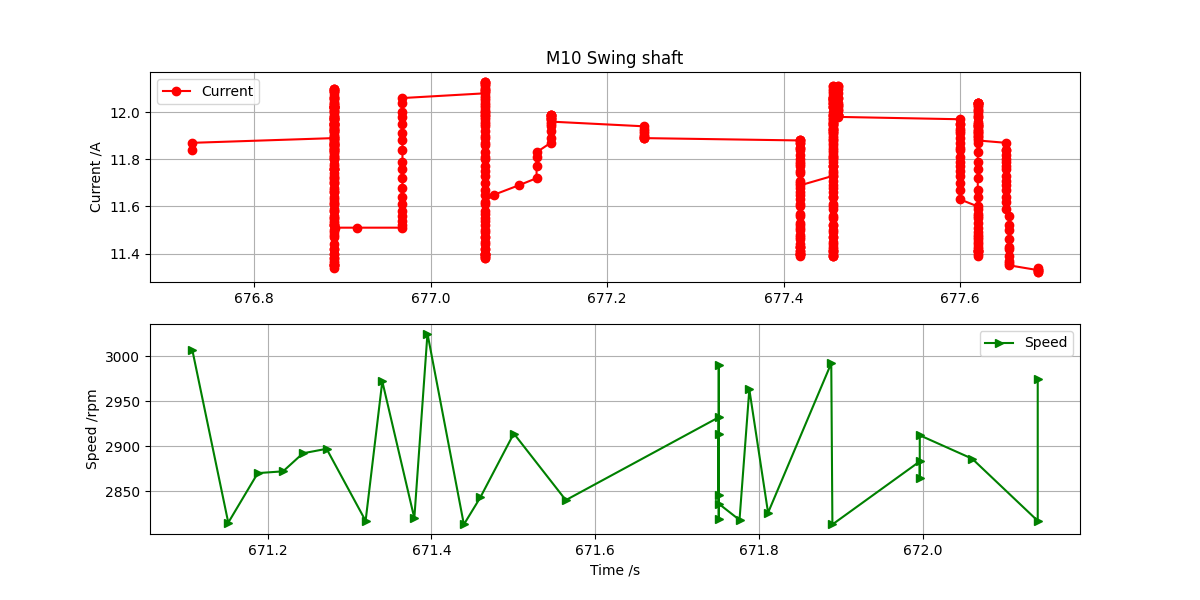 M10 Swing shaft
Current
Current /A
12.0
11.8
11.6
11.4
676.8 677.0 677.2 677.4 677.6
Speed
Speed /rpm
3000
2950
2900
2850
671.2 671.4 671.6 671.8 672.0
Time /s